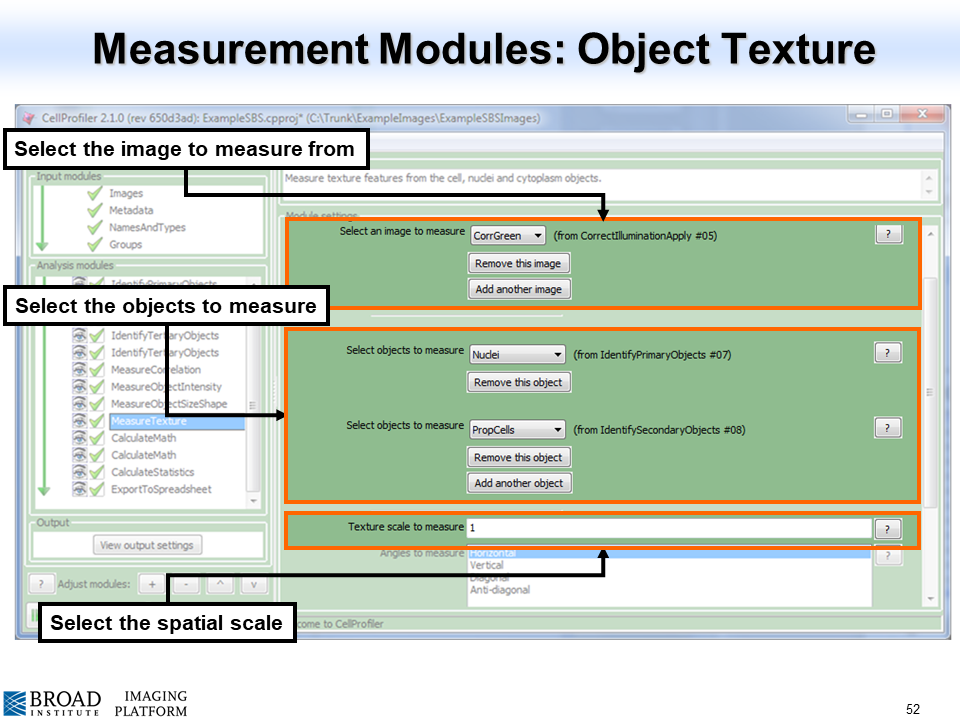 Measurement Modules: Object Texture
CellProfiler 2.1.0 (rev 650d3ad): ExampleSBS.cpproj* (C:\Trunk\ExampleImages\ExampleSBSImages)
Select the image to measure from
Input modules
Images
Metadata
NamesAndTypes
Groups
Measure texture features from the cell, nuclei and cytoplasm objects.
Module settings
Select an image to measure CorrGreen (from CorrectIlluminationApply #05) ?
Remove this image
Add another image
Analysis modules
IdentifyPrimaryObjects
Select the objects to measure
IdentifyTertiaryObjects
IdentifyTertiaryObjects
MeasureCorrelation
MeasureObjectIntensity
MeasureObjectSizeShape
MeasureTexture
CalculateMath
CalculateMath
CalculateStatistics
ExportToSpreadsheet
Select objects to measure Nuclei (from IdentifyPrimaryObjects #07) ?
Remove this object
Select objects to measure PropCells (from IdentifySecondaryObjects #08) ?
Remove this object
Add another object
Texture scale to measure 1 ?
Angles to measure Horizontal ?
Vertical
Diagonal
Anti-diagonal
Output
View output settings
? Adjust modules: + - ^ v
Select the spatial scale
come to CellProfiler
BROAD
INSTITUTE
IMAGING
PLATFORM
52